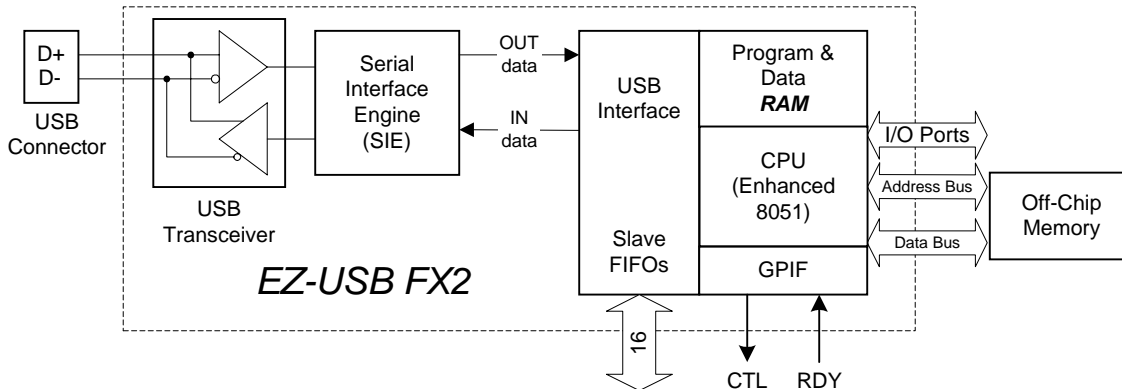 D+
D-
USB
Connector
USB
Transceiver
Serial
Interface
Engine
(SIE)
OUT
data
IN
data
USB
Interface
Slave
FIFOs
Program &
Data
RAM
CPU
(Enhanced
8051)
GPIF
I/O Ports
Address Bus
Data Bus
Off-Chip
Memory
EZ-USB FX2
16
CTL
RDY